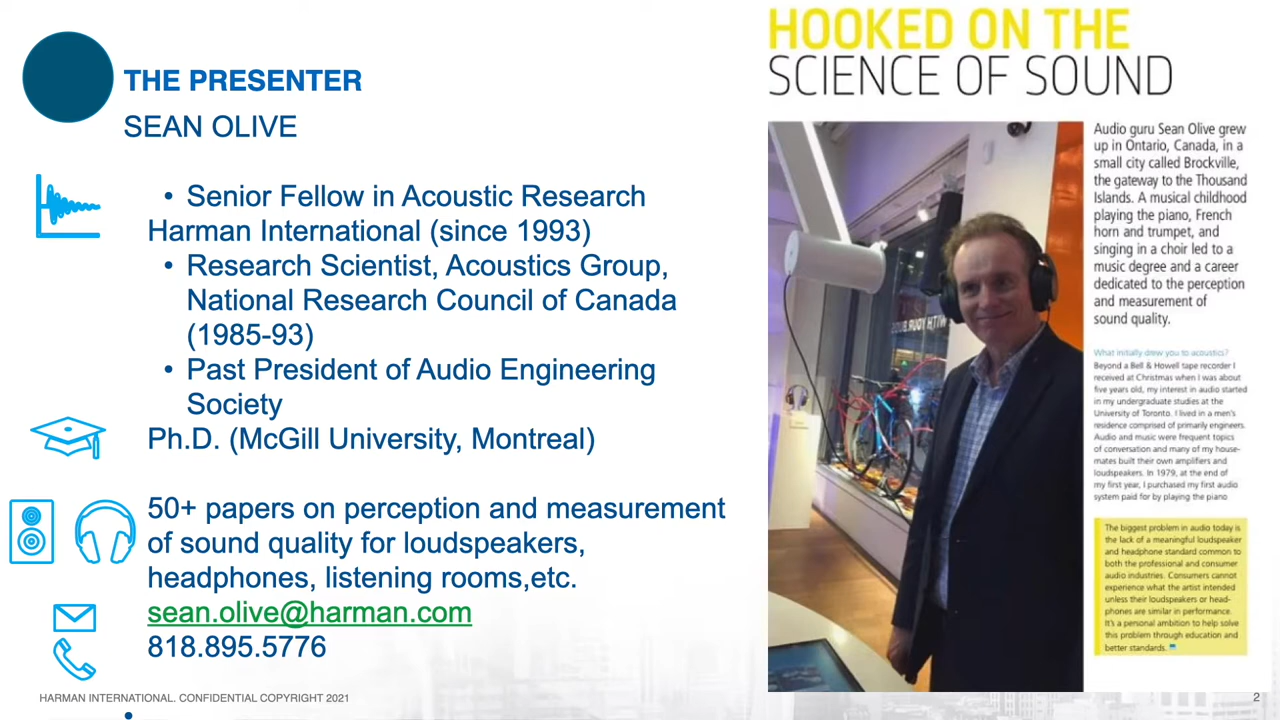 THE PRESENTER
SEAN OLIVE
• Senior Fellow in Acoustic Research
Harman International (since 1993)
• Research Scientist, Acoustics Group,
National Research Council of Canada
(1985-93)
• Past President of Audio Engineering
Society
Ph.D. (McGill University, Montreal)
50+ papers on perception and measurement
of sound quality for loudspeakers,
headphones, listening rooms,etc.
sean.olive@harman.com
818.895.5776
HARMAN INTERNATIONAL. CONFIDENTIAL COPYRIGHT 2021
HOOKED ON THE
SCIENCE OF SOUND
Audio guru Sean Olive grew
up in Ontario, Canada, in a
small city called Brockville,
the gateway to the Thousand
Islands. A musical childhood
playing the piano, French
horn and trumpet, and
singing in a choir led to a
music degree and a career
dedicated to the perception
and measurement of
sound quality.
What initially drew you to acoustics?
Beyond a Bell & Howell tape recorder I
received at Christmas when I was about
five years old, my interest in audio started
in my undergraduate studies at the
University of Toronto. I lived in a men's
residence comprised of primarily engineers.
Audio and music were frequent topics
of conversation and many of my house-
mates built their own amplifiers and
loudspeakers. In 1979, at the end of
my first year, I purchased my first audio
system paid for by playing the piano
The biggest problem in audio today is
the lack of a meaningful loudspeaker
and headphone standard common to
both the professional and consumer
audio industries. Consumers cannot
experience what the artist intended
unless their loudspeakers or head-
phones are similar in performance.
It's a personal ambition to help solve
this problem through education and
better standards.
2